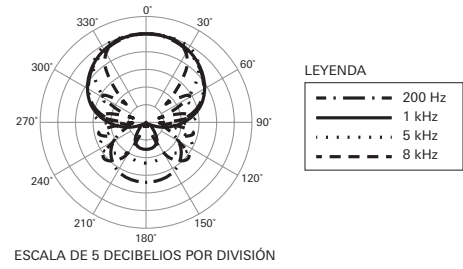 0˚
330˚
30˚
300˚
60˚
270˚
90˚
240˚
120˚
210˚
150˚
180˚
ESCALA DE 5 DECIBELIOS POR DIVISIÓN
LEYENDA
200 Hz
1 kHz
5 kHz
8 kHz